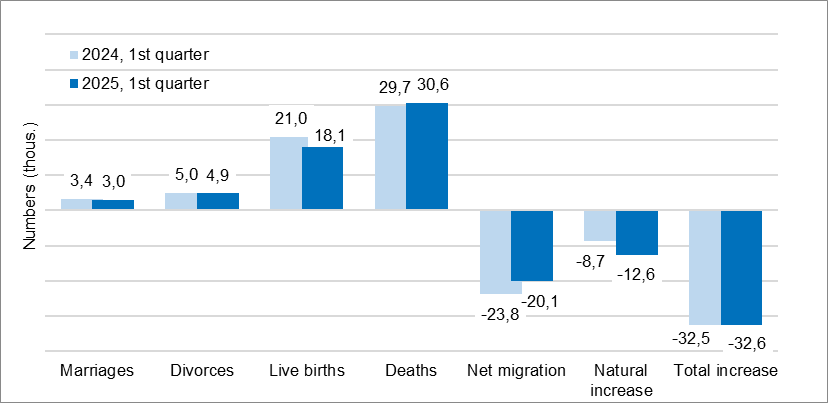 2024, 1st quarter
2025, 1st quarter
Numbers (thous.)
3,4 3,0
5,0 4,9
21,0 18,1
29,7 30,6
-23,8 -20,1
-8,7 -12,6
-32,5 -32,6
Marriages Divorces Live births Deaths Net migration Natural increase Total increase